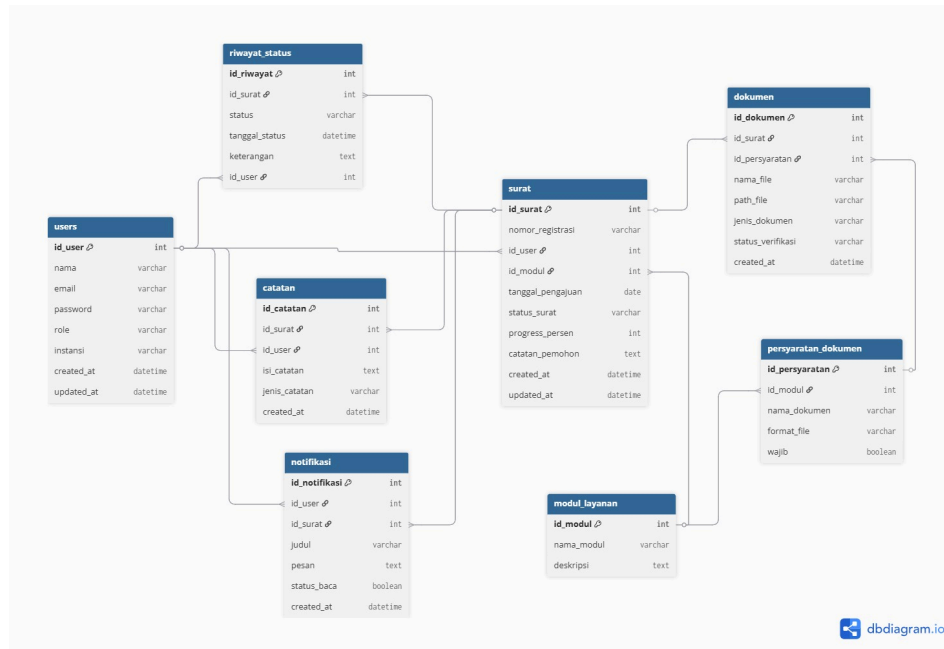 riwayat_status
id_riwayat int
id_surat int
status varchar
tanggal_status datetime
keterangan text
id_user int
users
id_user int
nama varchar
email varchar
password varchar
role varchar
instansi varchar
created_at datetime
updated_at datetime
catatan
id_catatan int
id_surat int
id_user int
isi_catatan text
jenis_catatan varchar
created_at datetime
notifikasi
id_notifikasi int
id_user int
id_surat int
judul varchar
pesan text
status_baca boolean
created_at datetime
surat
id_surat int
nomor_registrasi varchar
id_user int
id_modul int
tanggal_pengajuan date
status_surat varchar
progress_persen int
catatan_pemohon text
created_at datetime
updated_at datetime
modul_layanan
id_modul int
nama_modul varchar
deskripsi text
dokumen
id_dokumen int
id_surat int
id_persyaratan int
nama_file varchar
path_file varchar
jenis_dokumen varchar
status_verifikasi varchar
created_at datetime
persyaratan_dokumen
id_persyaratan int
id_modul int
nama_dokumen varchar
format_file varchar
wajib boolean
dbdiagram.io